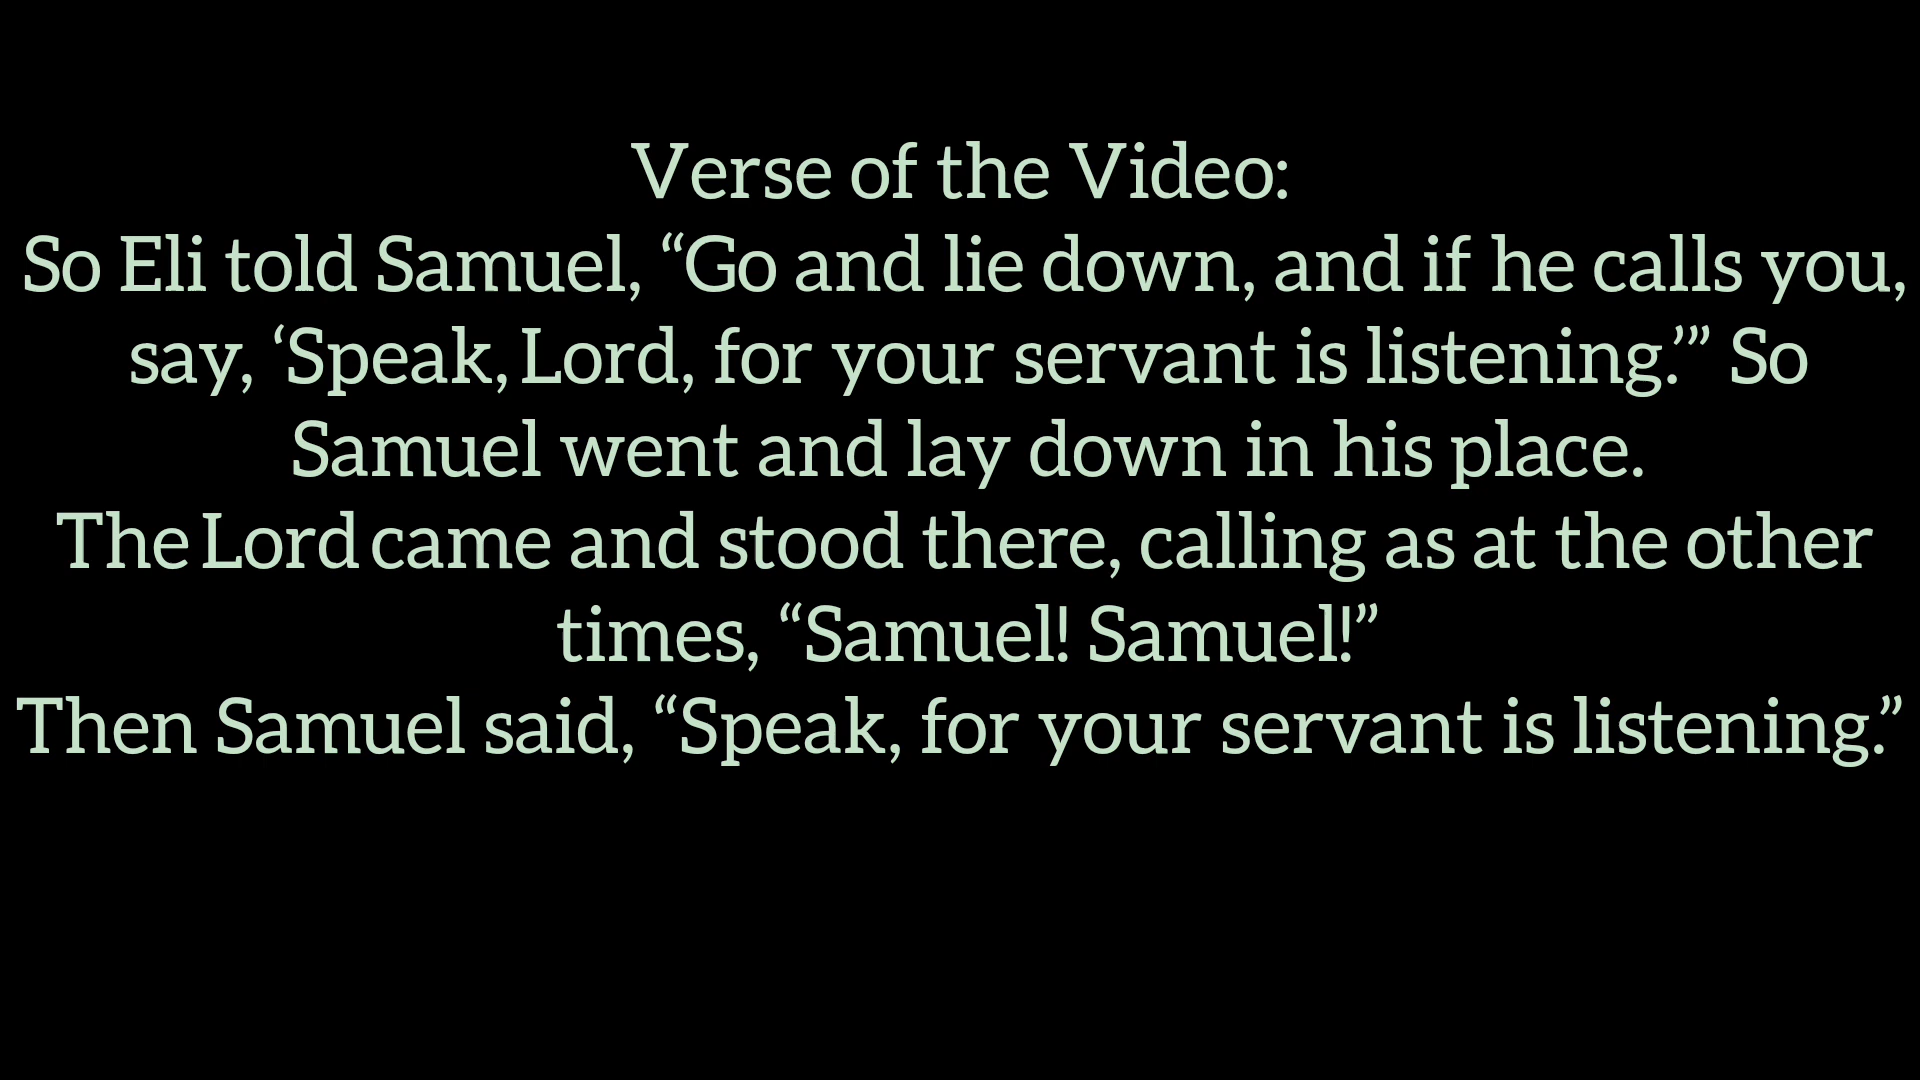 Verse of the Video:
So Eli told Samuel, “Go and lie down, and if he calls you,
say, ‘Speak, Lord, for your servant is listening.’” So
Samuel went and lay down in his place.
The Lord came and stood there, calling as at the other
times, “Samuel! Samuel!”
Then Samuel said, “Speak, for your servant is listening.”